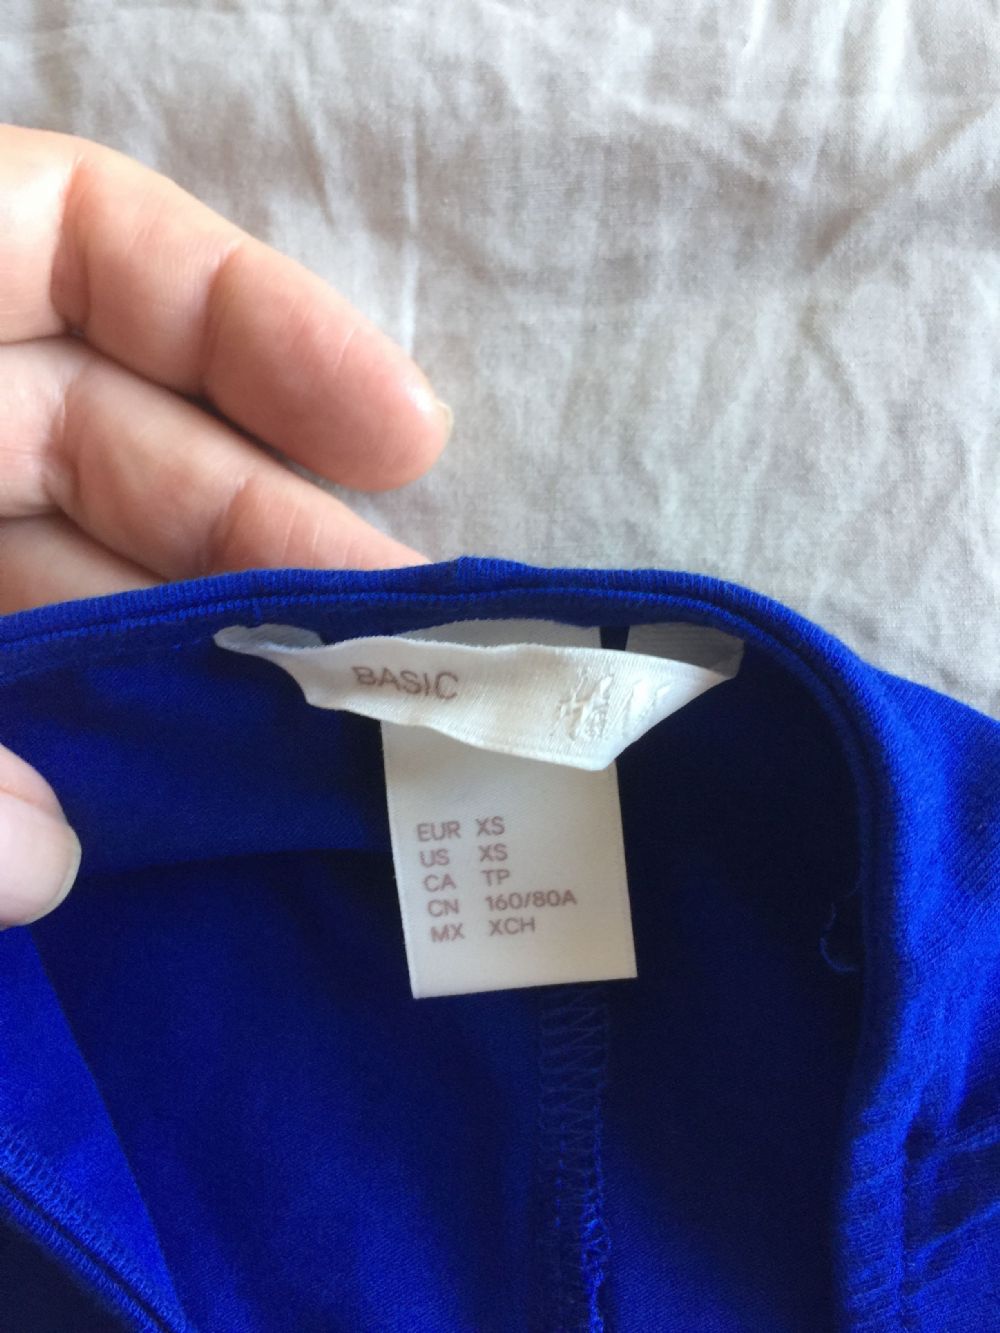 BASIC
EUR XS
US XS
CA TP
CN 160/80A
MX XCH